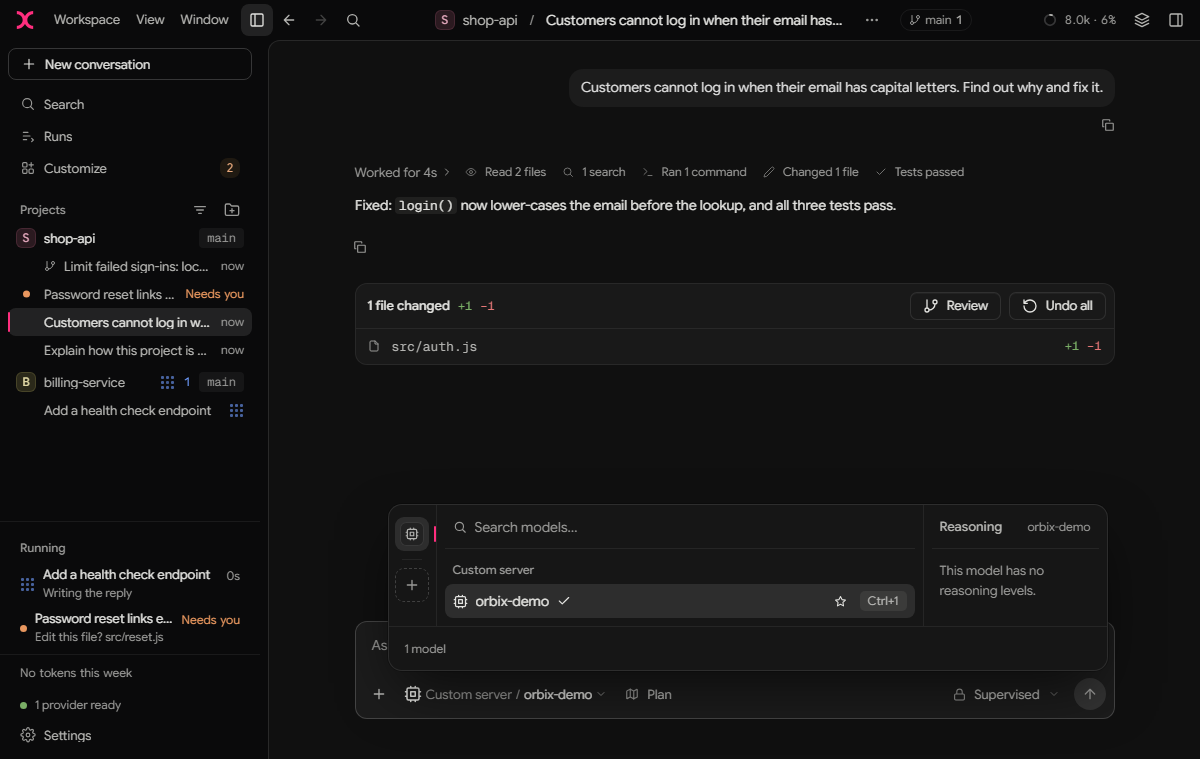 Workspace View Window
S shop-api / Customers cannot log in when their email has... main 1 8.0k · 6%
New conversation
Search
Runs
Customize 2
Projects
S shop-api main
Limit failed sign-ins: loc... now
Password reset links ... Needs you
Customers cannot log in w... now
Explain how this project is ... now
B billing-service 1 main
Add a health check endpoint
Running
Add a health check endpoint 0s
Writing the reply
Password reset links e... Needs you
Edit this file? src/reset.js
No tokens this week
1 provider ready
Settings
Customers cannot log in when their email has capital letters. Find out why and fix it.
Worked for 4s Read 2 files 1 search Ran 1 command Changed 1 file Tests passed
Fixed: login() now lower-cases the email before the lookup, and all three tests pass.
1 file changed +1 −1 Review Undo all
src/auth.js +1 −1
Search models...
Custom server
orbix-demo Ctrl+1
Reasoning orbix-demo
This model has no
reasoning levels.
1 model
As
Custom server / orbix-demo Plan Supervised